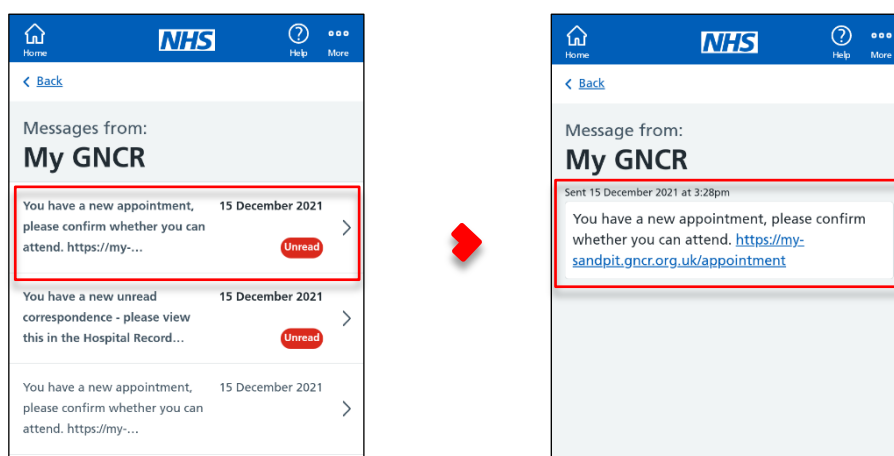 Home
NHS
Help
More
Back
Messages from:
My GNCR
You have a new appointment, 15 December 2021
please confirm whether you can
attend. https://my-...
Unread
You have a new unread 15 December 2021
correspondence - please view
this in the Hospital Record...
Unread
You have a new appointment, 15 December 2021
please confirm whether you can
attend. https://my-...
Home
NHS
Help
More
Back
Message from:
My GNCR
Sent 15 December 2021 at 3:28pm
You have a new appointment, please confirm
whether you can attend. https://my-
sandpit.gncr.org.uk/appointment